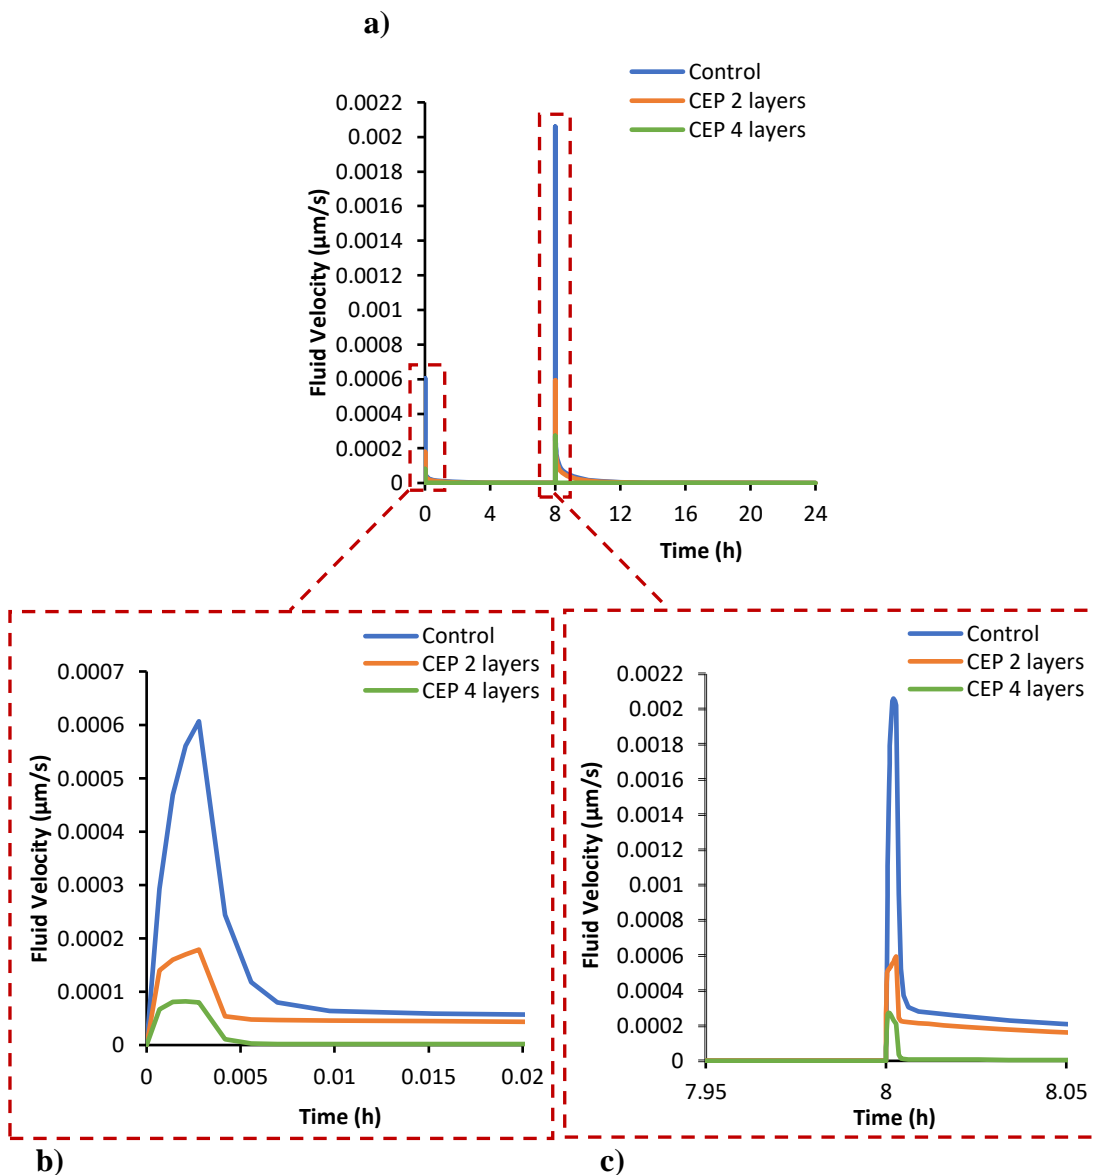 a)
Control
CEP 2 layers
CEP 4 layers
Fluid Velocity (µm/s)
0.0022
0.002
0.0018
0.0016
0.0014
0.0012
0.001
0.0008
0.0006
0.0004
0.0002
0
0 4 8 12 16 20 24
Time (h)
Control
CEP 2 layers
CEP 4 layers
Fluid Velocity (µm/s)
0.0007
0.0006
0.0005
0.0004
0.0003
0.0002
0.0001
0
0 0.005 0.01 0.015 0.02
Time (h)
b)
Control
CEP 2 layers
CEP 4 layers
Fluid Velocity (µm/s)
0.0022
0.002
0.0018
0.0016
0.0014
0.0012
0.001
0.0008
0.0006
0.0004
0.0002
0
7.95 8 8.05
Time (h)
c)